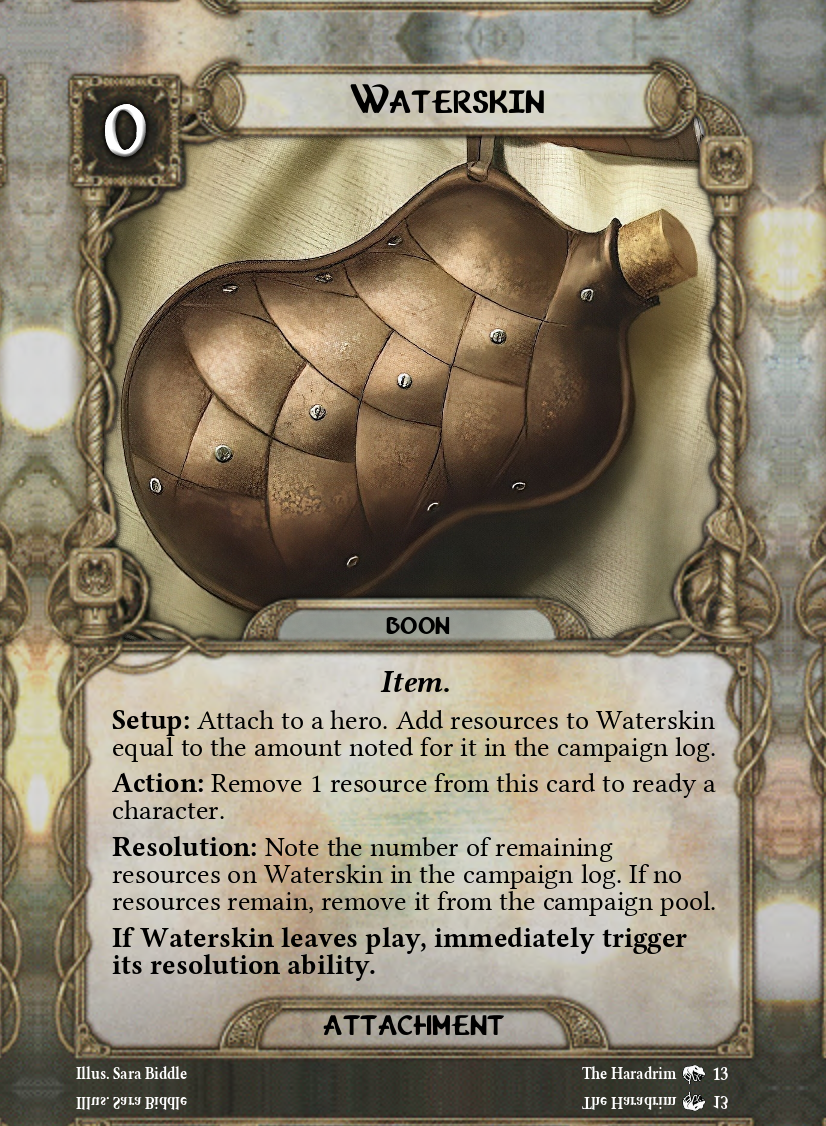 0
WATERSKIN
BOON
Item.
Setup: Attach to a hero. Add resources to Waterskin
equal to the amount noted for it in the campaign log.
Action: Remove 1 resource from this card to ready a
character.
Resolution: Note the number of remaining
resources on Waterskin in the campaign log. If no
resources remain, remove it from the campaign pool.
If Waterskin leaves play, immediately trigger
its resolution ability.
ATTACHMENT
Illus. Sara Biddle
The Haradrim 13
Illus. Sara Biddle
The Haradrim 13